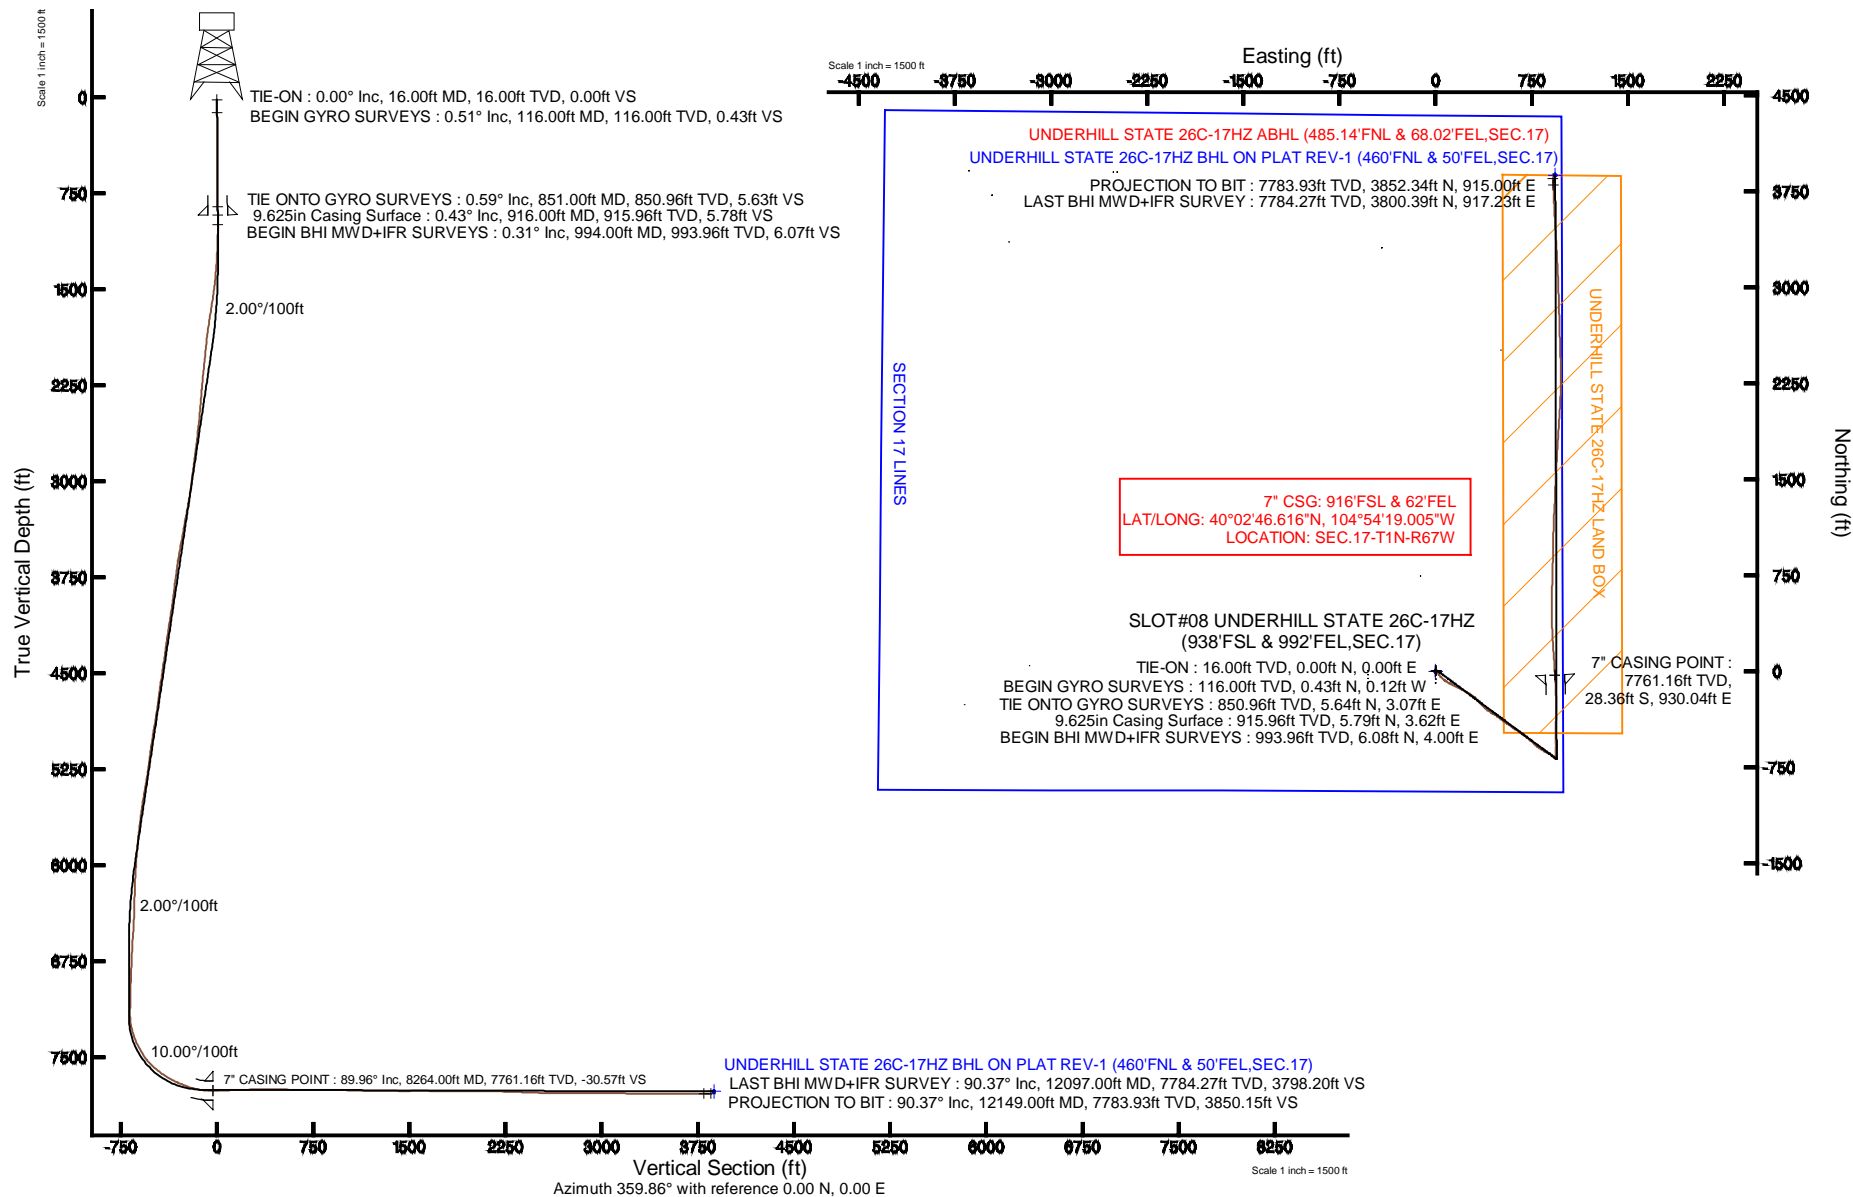 Scale 1 inch = 1500 ft
True Vertical Depth (ft)
0
750
1500
2250
3000
3750
4500
5250
6000
6750
7500
TIE-ON : 0.00° Inc, 16.00ft MD, 16.00ft TVD, 0.00ft VS
BEGIN GYRO SURVEYS : 0.51° Inc, 116.00ft MD, 116.00ft TVD, 0.43ft VS
TIE ONTO GYRO SURVEYS : 0.59° Inc, 851.00ft MD, 850.96ft TVD, 5.63ft VS
9.625in Casing Surface : 0.43° Inc, 916.00ft MD, 915.96ft TVD, 5.78ft VS
BEGIN BHI MWD+IFR SURVEYS : 0.31° Inc, 994.00ft MD, 993.96ft TVD, 6.07ft VS
2.00°/100ft
2.00°/100ft
10.00°/100ft
7" CASING POINT : 89.96° Inc, 8264.00ft MD, 7761.16ft TVD, -30.57ft VS
UNDERHILL STATE 26C-17HZ BHL ON PLAT REV-1 (460'FNL & 50'FEL,SEC.17)
LAST BHI MWD+IFR SURVEY : 90.37° Inc, 12097.00ft MD, 7784.27ft TVD, 3798.20ft VS
PROJECTION TO BIT : 90.37° Inc, 12149.00ft MD, 7783.93ft TVD, 3850.15ft VS
-750 0 750 1500 2250 3000 3750 4500 5250 6000 6750 7500 8250
Vertical Section (ft)
Scale 1 inch = 1500 ft
Azimuth 359.86° with reference 0.00 N, 0.00 E
Easting (ft)
Scale 1 inch = 1500 ft
-4500 -3750 -3000 -2250 -1500 -750 0 750 1500 2250
UNDERHILL STATE 26C-17HZ ABHL (485.14'FNL & 68.02'FEL,SEC.17)
UNDERHILL STATE 26C-17HZ BHL ON PLAT REV-1 (460'FNL & 50'FEL,SEC.17)
PROJECTION TO BIT : 7783.93ft TVD, 3852.34ft N, 915.00ft E
LAST BHI MWD+IFR SURVEY : 7784.27ft TVD, 3800.39ft N, 917.23ft E
SECTION 17 LINES
UNDERHILL STATE 26C-17HZ LAND BOX
7" CSG: 916'FSL & 62'FEL
LAT/LONG: 40°02'46.616"N, 104°54'19.005"W
LOCATION: SEC.17-T1N-R67W
SLOT#08 UNDERHILL STATE 26C-17HZ
(938'FSL & 992'FEL,SEC.17)
TIE-ON : 16.00ft TVD, 0.00ft N, 0.00ft E
BEGIN GYRO SURVEYS : 116.00ft TVD, 0.43ft N, 0.12ft W
TIE ONTO GYRO SURVEYS : 850.96ft TVD, 5.64ft N, 3.07ft E
9.625in Casing Surface : 915.96ft TVD, 5.79ft N, 3.62ft E
BEGIN BHI MWD+IFR SURVEYS : 993.96ft TVD, 6.08ft N, 4.00ft E
7" CASING POINT :
7761.16ft TVD,
28.36ft S, 930.04ft E
4500
3750
3000
2250
1500
750
0
-750
-1500
Northing (ft)